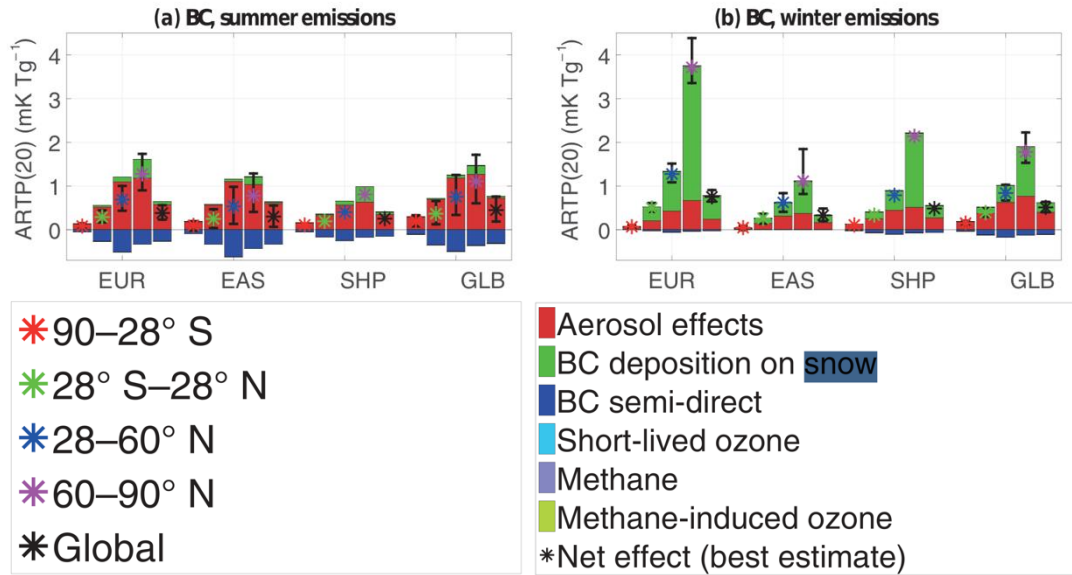 (a) BC, summer emissions
(b) BC, winter emissions
ARTP(20) (mK Tg⁻¹)
4
3
2
1
0
EUR
EAS
SHP
GLB
ARTP(20) (mK Tg⁻¹)
4
3
2
1
0
EUR
EAS
SHP
GLB
90–28° S
28° S–28° N
28–60° N
60–90° N
Global
Aerosol effects
BC deposition on snow
BC semi-direct
Short-lived ozone
Methane
Methane-induced ozone
Net effect (best estimate)